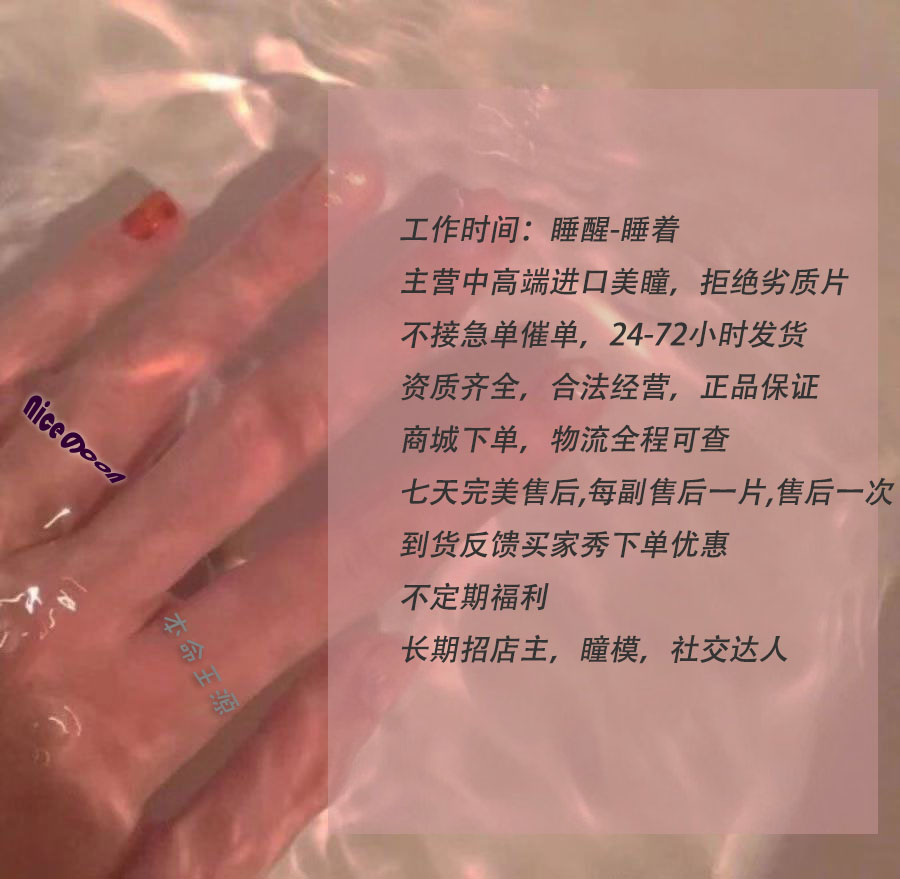 工作时间：睡醒-睡着
主营中高端进口美瞳，拒绝劣质片
不接急单催单，24-72小时发货
资质齐全，合法经营，正品保证
商城下单，物流全程可查
七天完美售后,每副售后一片,售后一次
到货反馈买家秀下单优惠
不定期福利
长期招店主，瞳模，社交达人
本命王源